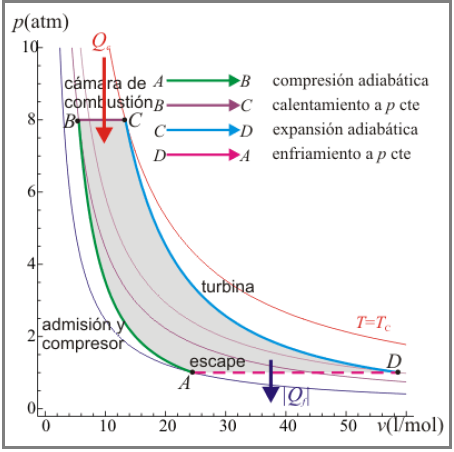 p(atm)
10
8
6
4
2
0
Q꜀
cámara de
combustión
A B compresión adiabática
B C calentamiento a p cte
C D expansión adiabática
D A enfriamiento a p cte
B
C
turbina
T=T_C
admisión y
compresor
escape
A
D
|Q_f|
0 10 20 30 40 50
v(l/mol)